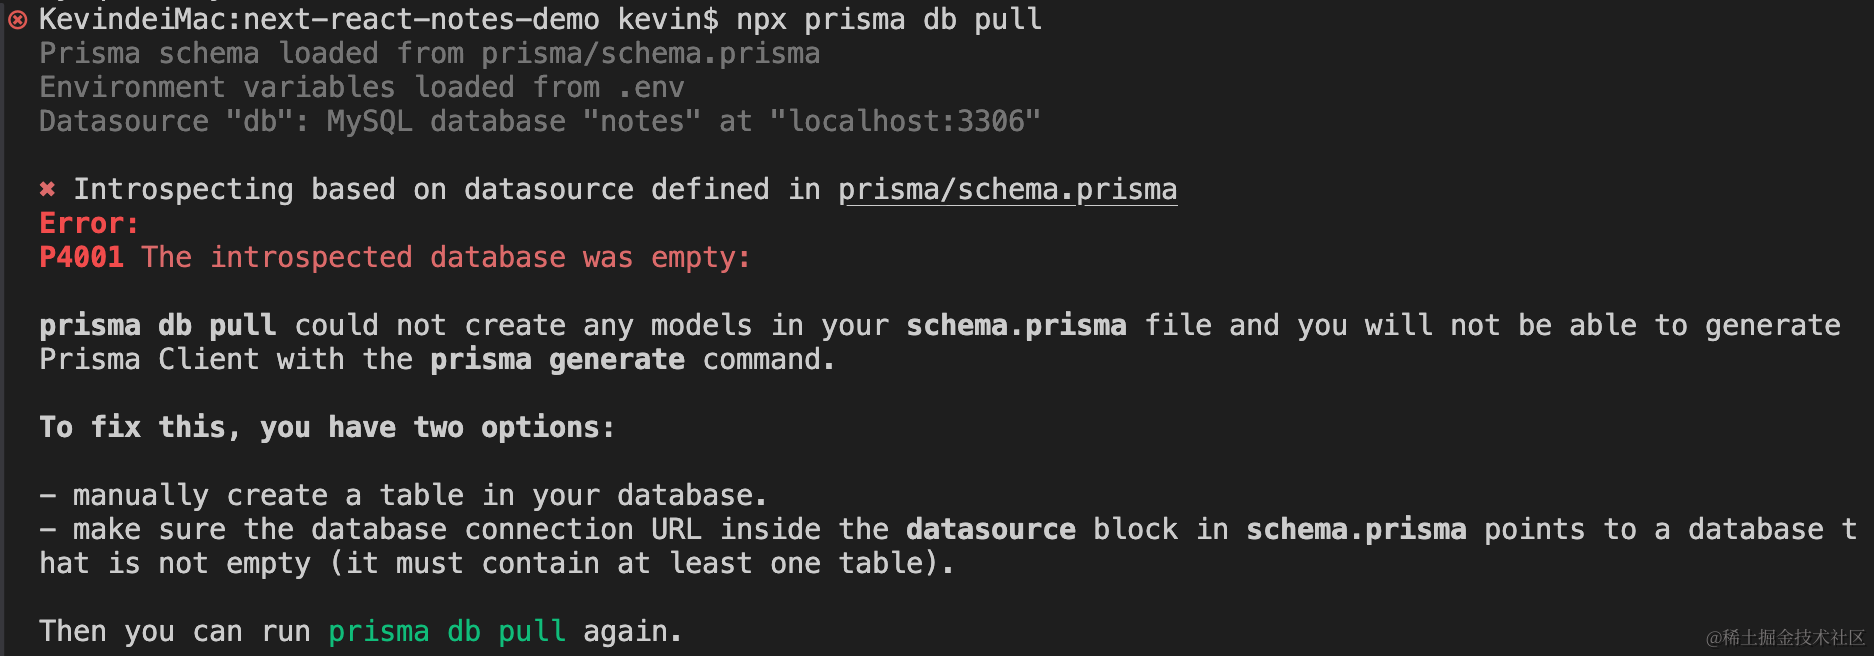 KevindeiMac:next-react-notes-demo kevin$ npx prisma db pull
Prisma schema loaded from prisma/schema.prisma
Environment variables loaded from .env
Datasource "db": MySQL database "notes" at "localhost:3306"
✖ Introspecting based on datasource defined in prisma/schema.prisma
Error:
P4001 The introspected database was empty:
prisma db pull could not create any models in your schema.prisma file and you will not be able to generate
Prisma Client with the prisma generate command.
To fix this, you have two options:
- manually create a table in your database.
- make sure the database connection URL inside the datasource block in schema.prisma points to a database t
hat is not empty (it must contain at least one table).
Then you can run prisma db pull again.
@稀土掘金技术社区